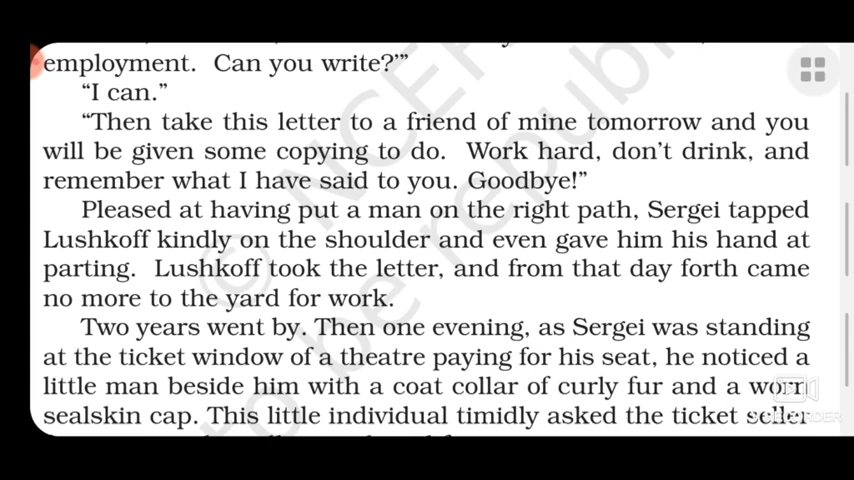 employment. Can you write?'"
"I can."
"Then take this letter to a friend of mine tomorrow and you
will be given some copying to do. Work hard, don't drink, and
remember what I have said to you. Goodbye!"
Pleased at having put a man on the right path, Sergei tapped
Lushkoff kindly on the shoulder and even gave him his hand at
parting. Lushkoff took the letter, and from that day forth came
no more to the yard for work.
Two years went by. Then one evening, as Sergei was standing
at the ticket window of a theatre paying for his seat, he noticed a
little man beside him with a coat collar of curly fur and a worn
sealskin cap. This little individual timidly asked the ticket seller
© NCERT
to be republished